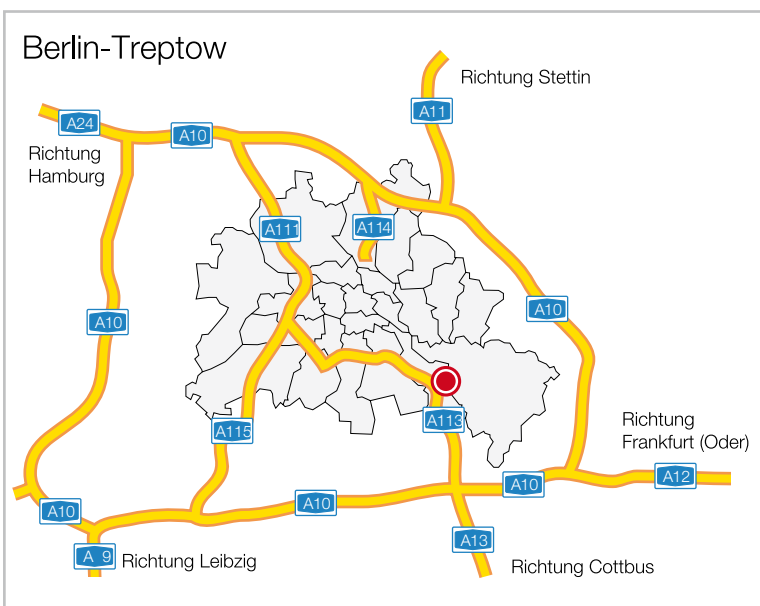 Berlin-Treptow
Richtung Stettin
A11
A24
A10
Richtung
Hamburg
A111
A114
A10
A10
Richtung
Frankfurt (Oder)
A115
A113
A12
A10
A10
A10
A13
A 9
Richtung Leibzig
Richtung Cottbus